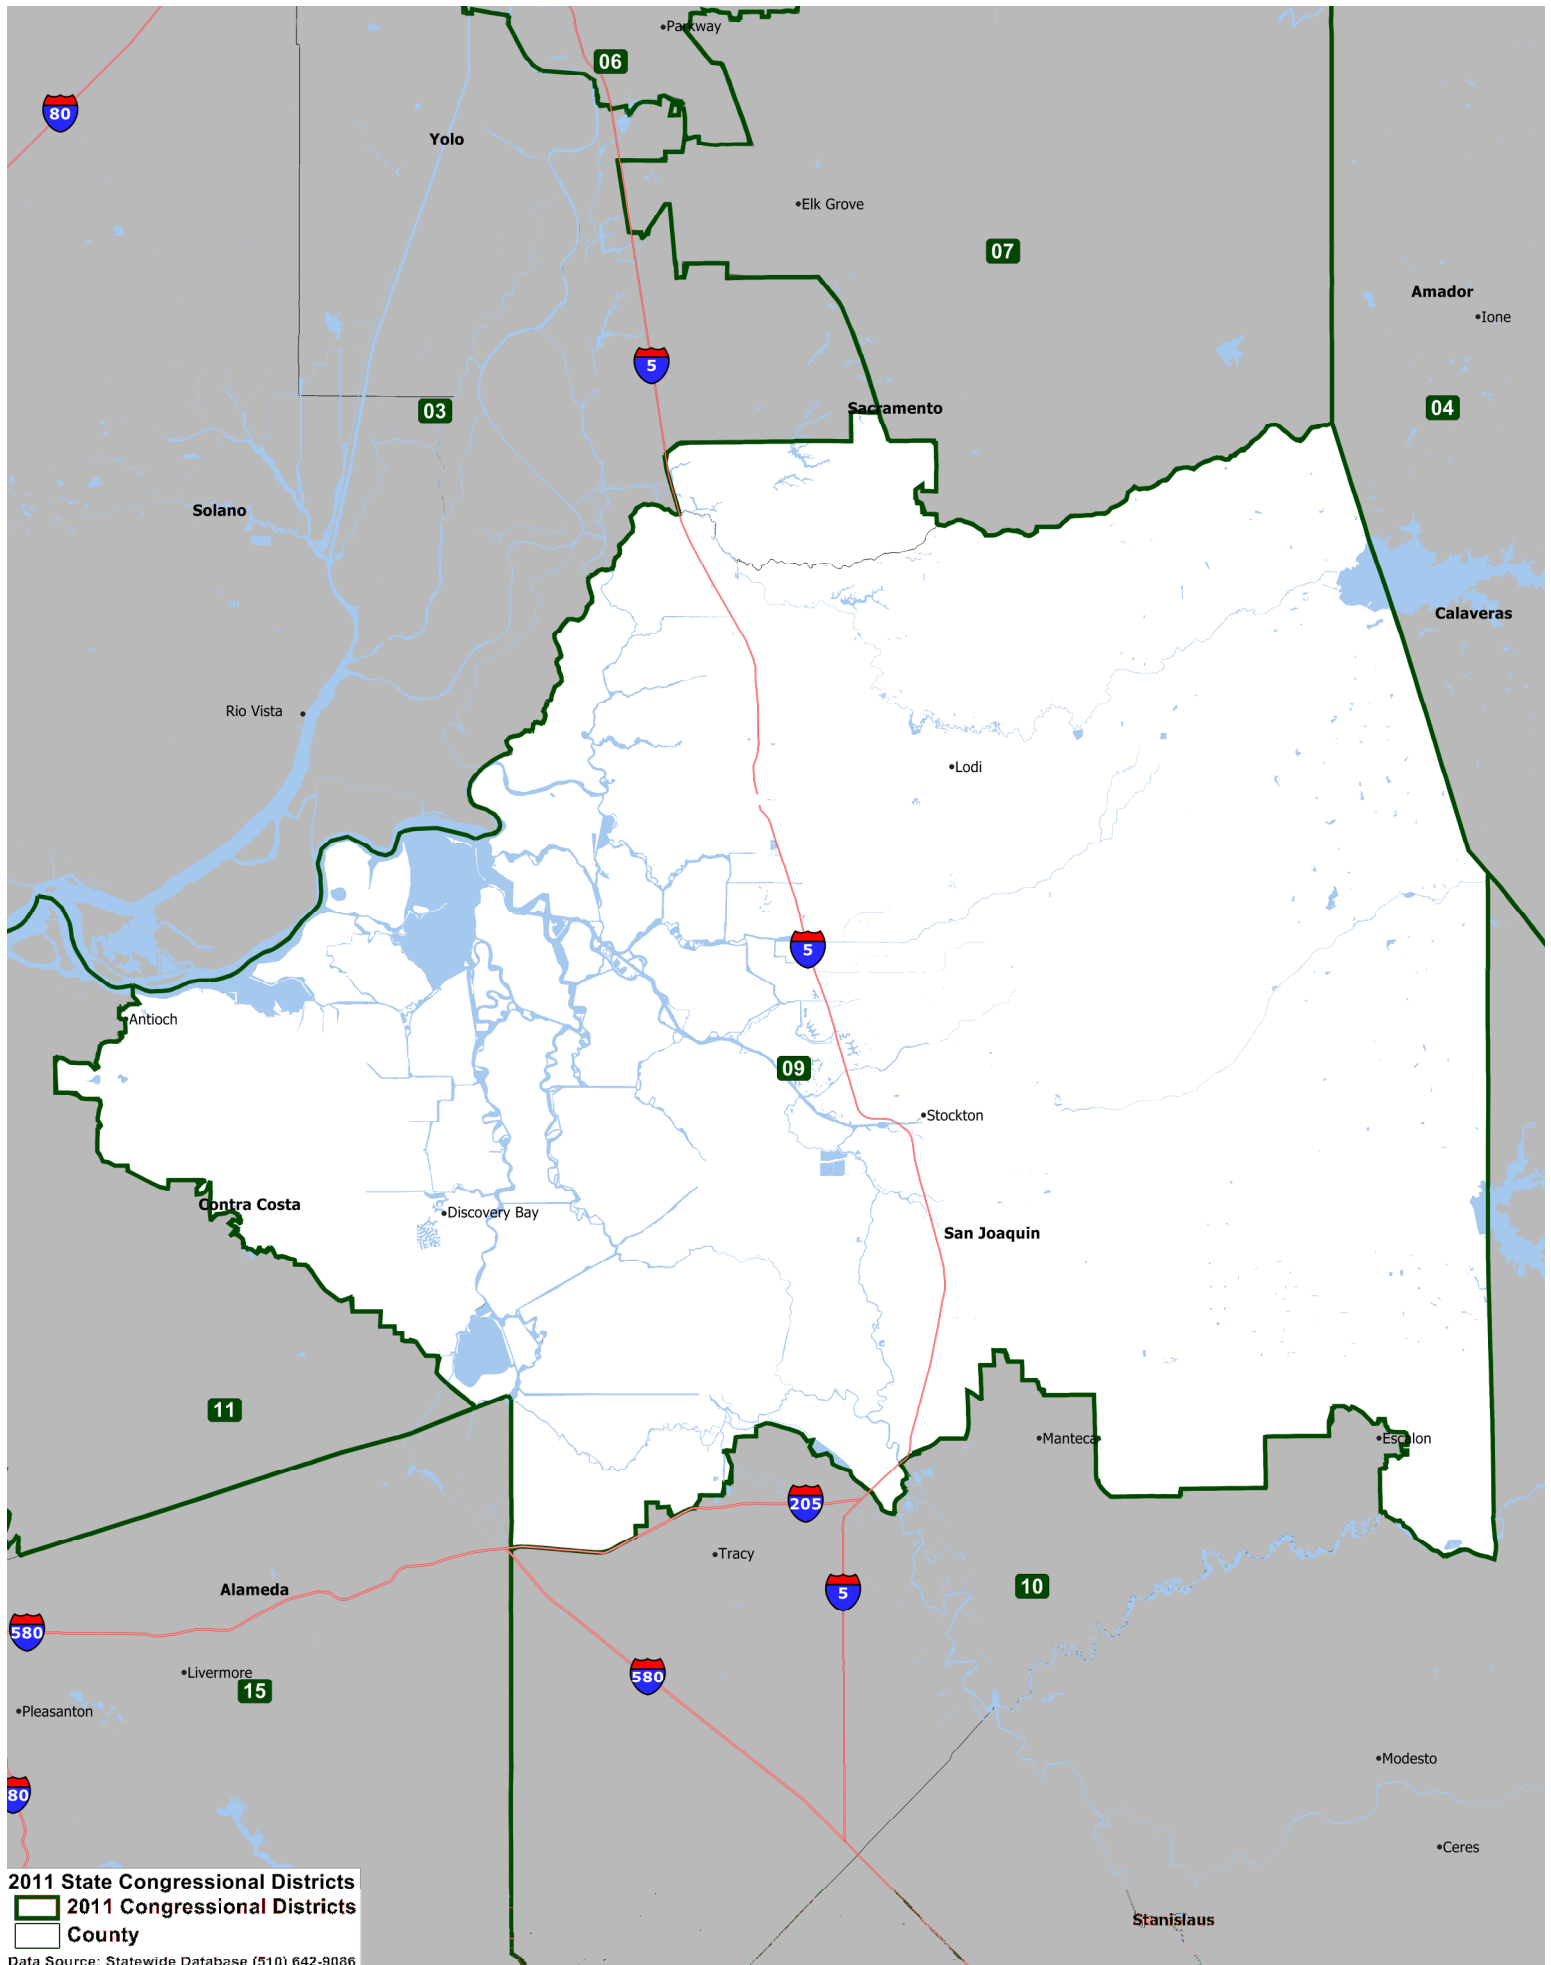 Parkway
06
80
Yolo
Elk Grove
07
Amador
Ione
5
03
Sacramento
04
Solano
Calaveras
Rio Vista
Lodi
5
Antioch
09
Stockton
Contra Costa
Discovery Bay
San Joaquin
11
Manteca
Escalon
205
Tracy
Alameda
5
10
580
Livermore
580
15
Pleasanton
Modesto
80
Ceres
2011 State Congressional Districts
2011 Congressional Districts
County
Stanislaus
Data Source: Statewide Database (510) 642-9086